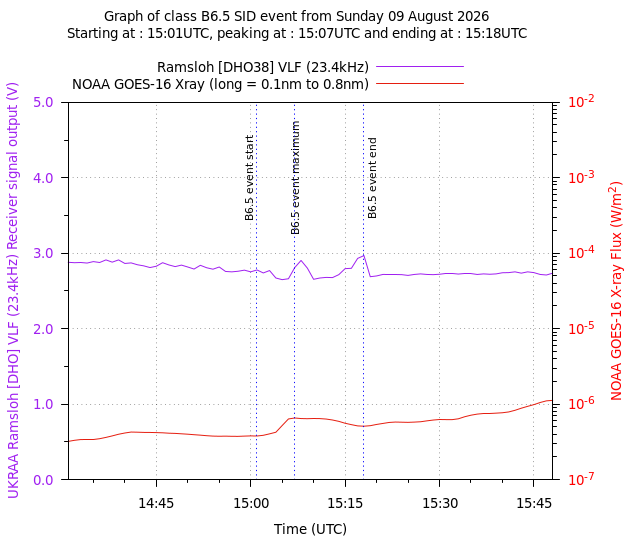 Graph of class B6.5 SID event from Sunday 09 August 2026
Starting at : 15:01UTC, peaking at : 15:07UTC and ending at : 15:18UTC
Ramsloh [DHO38] VLF (23.4kHz)
NOAA GOES-16 Xray (long = 0.1nm to 0.8nm)
UKRAA Ramsloh [DHO] VLF (23.4kHz) Receiver signal output (V)
5.0
4.0
3.0
2.0
1.0
0.0
B6.5 event start
B6.5 event maximum
B6.5 event end
10-2
10-3
10-4
10-5
10-6
10-7
NOAA GOES-16 X-ray Flux (W/m2)
14:45
15:00
15:15
15:30
15:45
Time (UTC)